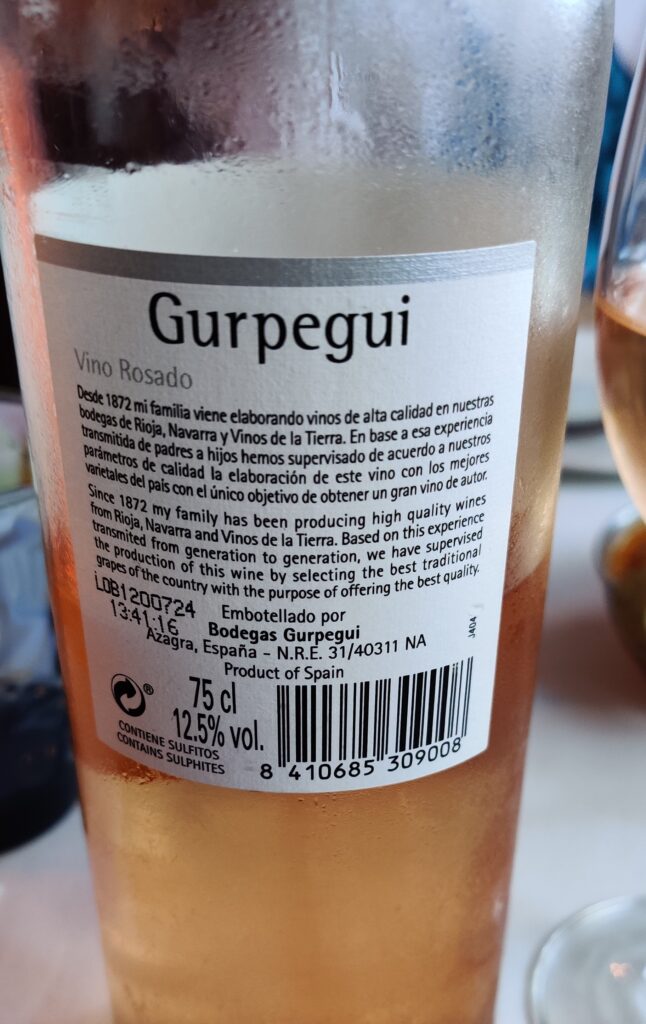 Gurpegui
Vino Rosado
Desde 1872 mi familia viene elaborando vinos de alta calidad en nuestras
bodegas de Rioja, Navarra y Vinos de la Tierra. En base a esa experiencia
transmitida de padres a hijos hemos supervisado de acuerdo a nuestros
parámetros de calidad la elaboración de este vino con los mejores
varietales del país con el único objetivo de obtener un gran vino de autor.
Since 1872 my family has been producing high quality wines
from Rioja, Navarra and Vinos de la Tierra. Based on this experience
transmited from generation to generation, we have supervised
the production of this wine by selecting the best traditional
grapes of the country with the purpose of offering the best quality.
LOB1200724
13:41:16
Embotellado por
Bodegas Gurpegui
Azagra, España - N.R.E. 31/40311 NA
Product of Spain
J404
®
75 cl
12.5% vol.
CONTIENE SULFITOS
CONTAINS SULPHITES
8 410685 309008